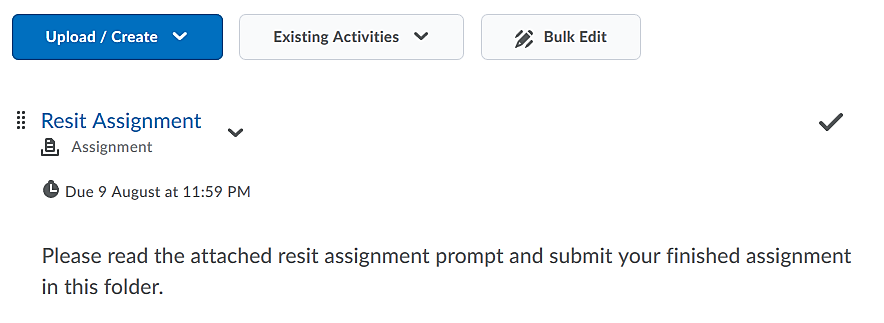 Upload / Create Existing Activities Bulk Edit
Resit Assignment
Assignment
Due 9 August at 11:59 PM
Please read the attached resit assignment prompt and submit your finished assignment
in this folder.